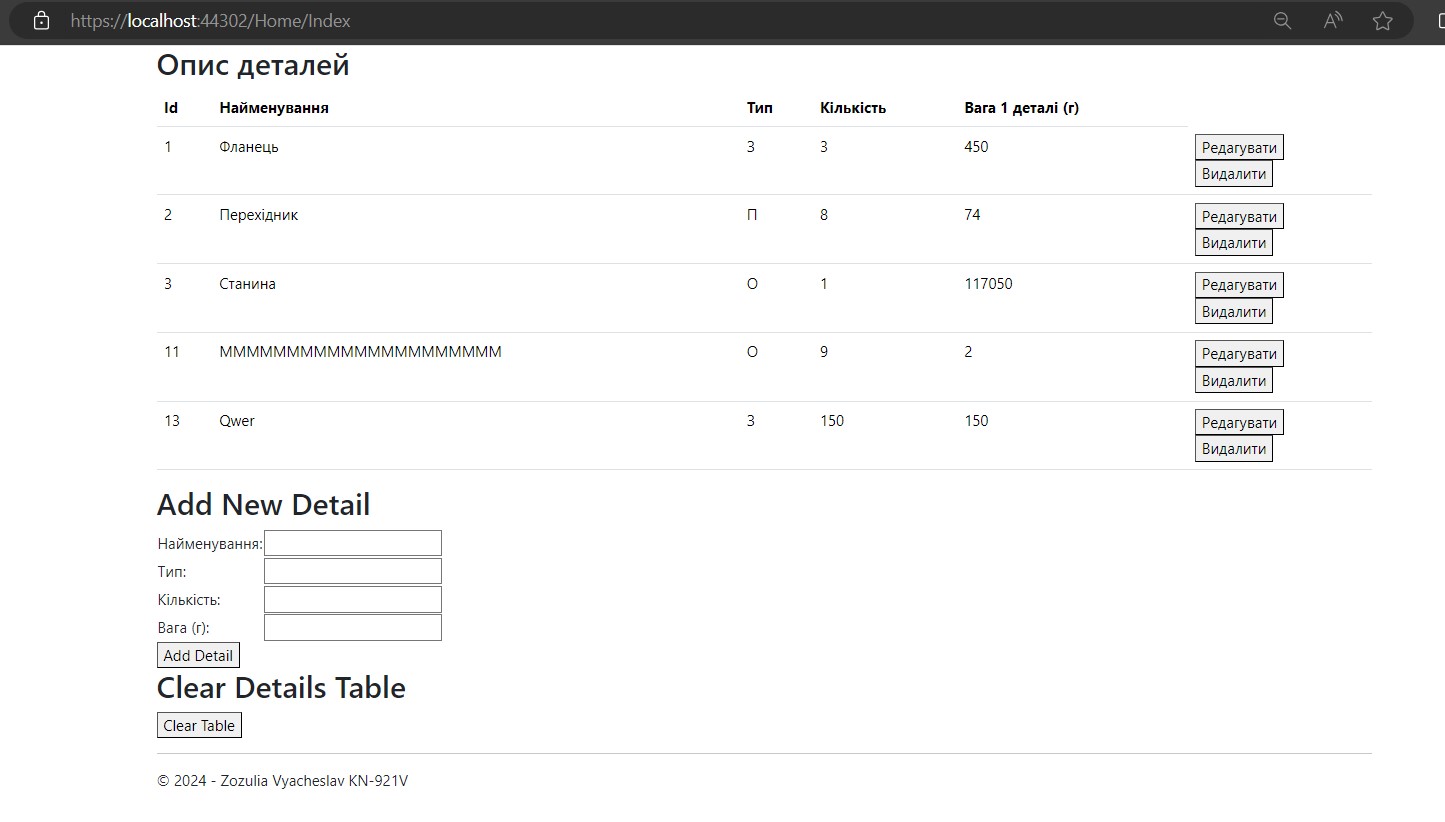 https://localhost:44302/Home/Index
Опис деталей
Id Найменування Тип Кількість Вага 1 деталі (г)
1 Фланець З 3 450 Редагувати
Видалити
2 Перехідник П 8 74 Редагувати
Видалити
3 Станина О 1 117050 Редагувати
Видалити
11 МММММММММММММММММММММ О 9 2 Редагувати
Видалити
13 Qwer З 150 150 Редагувати
Видалити
Add New Detail
Найменування:
Тип:
Кількість:
Вага (г):
Add Detail
Clear Details Table
Clear Table
© 2024 - Zozulia Vyacheslav KN-921V